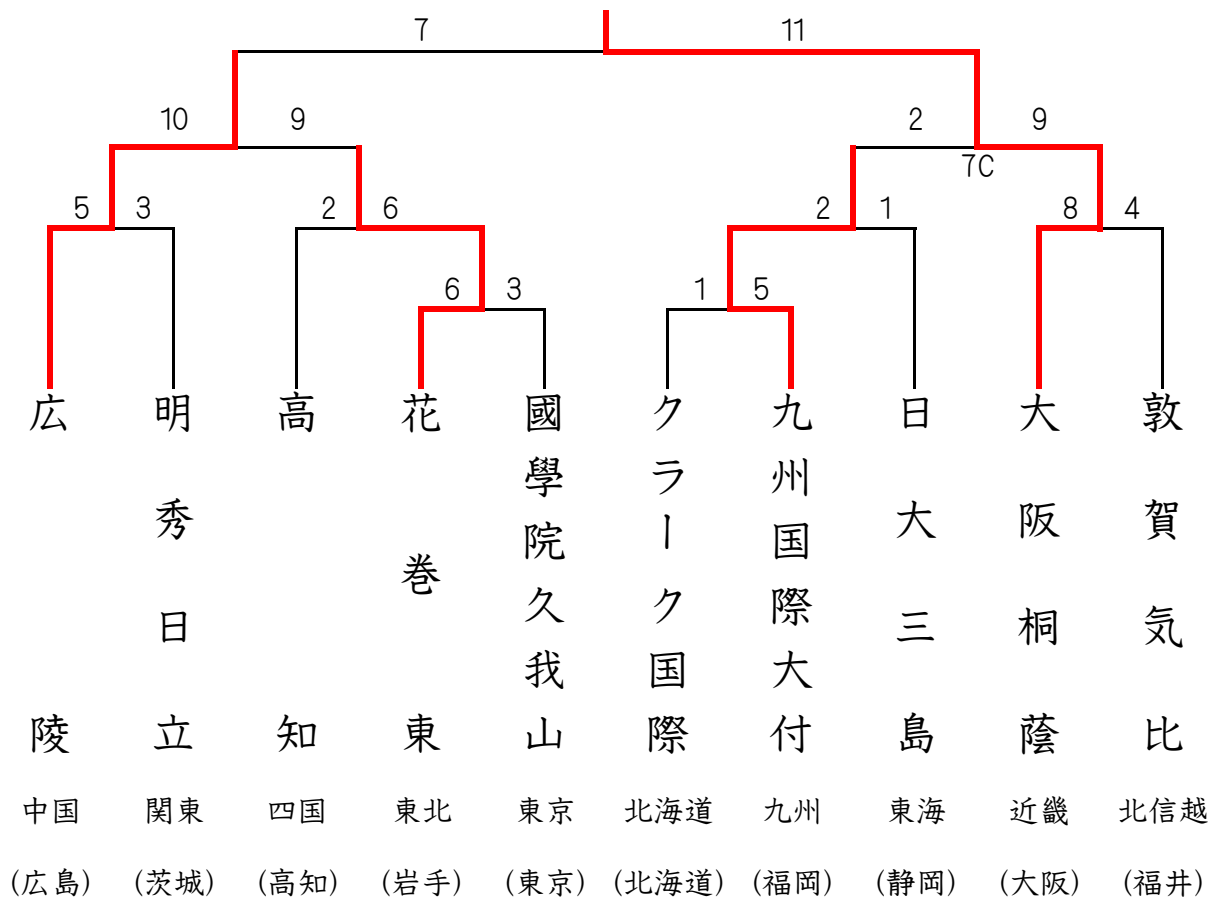 7 11
10 9 2 9
7C
5 3 2 6 2 1 8 4
6 3 1 5
広陵
明秀日立
高知
花巻東
國學院久我山
クラーク国際
九州国際大付
日大三島
大阪桐蔭
敦賀気比
中国 関東 四国 東北 東京 北海道 九州 東海 近畿 北信越
(広島) (茨城) (高知) (岩手) (東京) (北海道) (福岡) (静岡) (大阪) (福井)